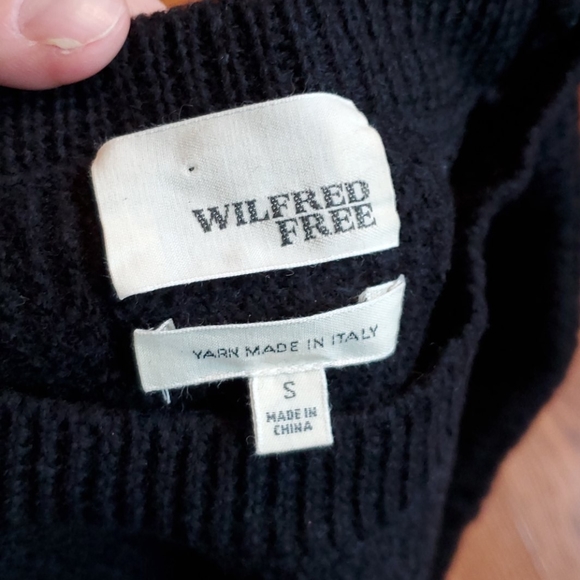 WILFRED
FREE
YARN MADE IN ITALY
S
MADE IN
CHINA